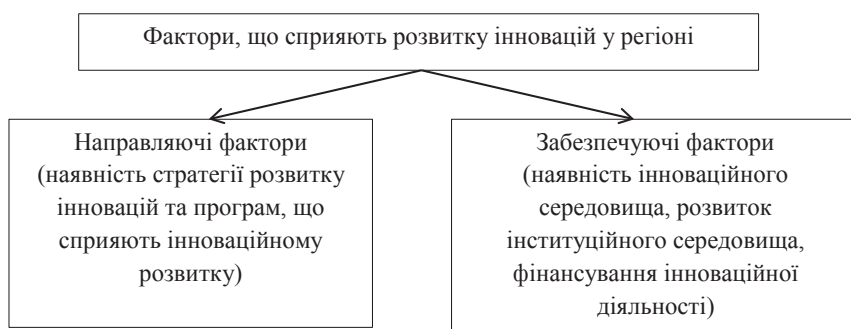 Фактори, що сприяють розвитку інновацій у регіоні
Направляючі фактори
(наявність стратегії розвитку
інновацій та програм, що
сприяють інноваційному
розвитку)
Забезпечуючі фактори
(наявність інноваційного
середовища, розвиток
інституційного середовища,
фінансування інноваційної
діяльності)